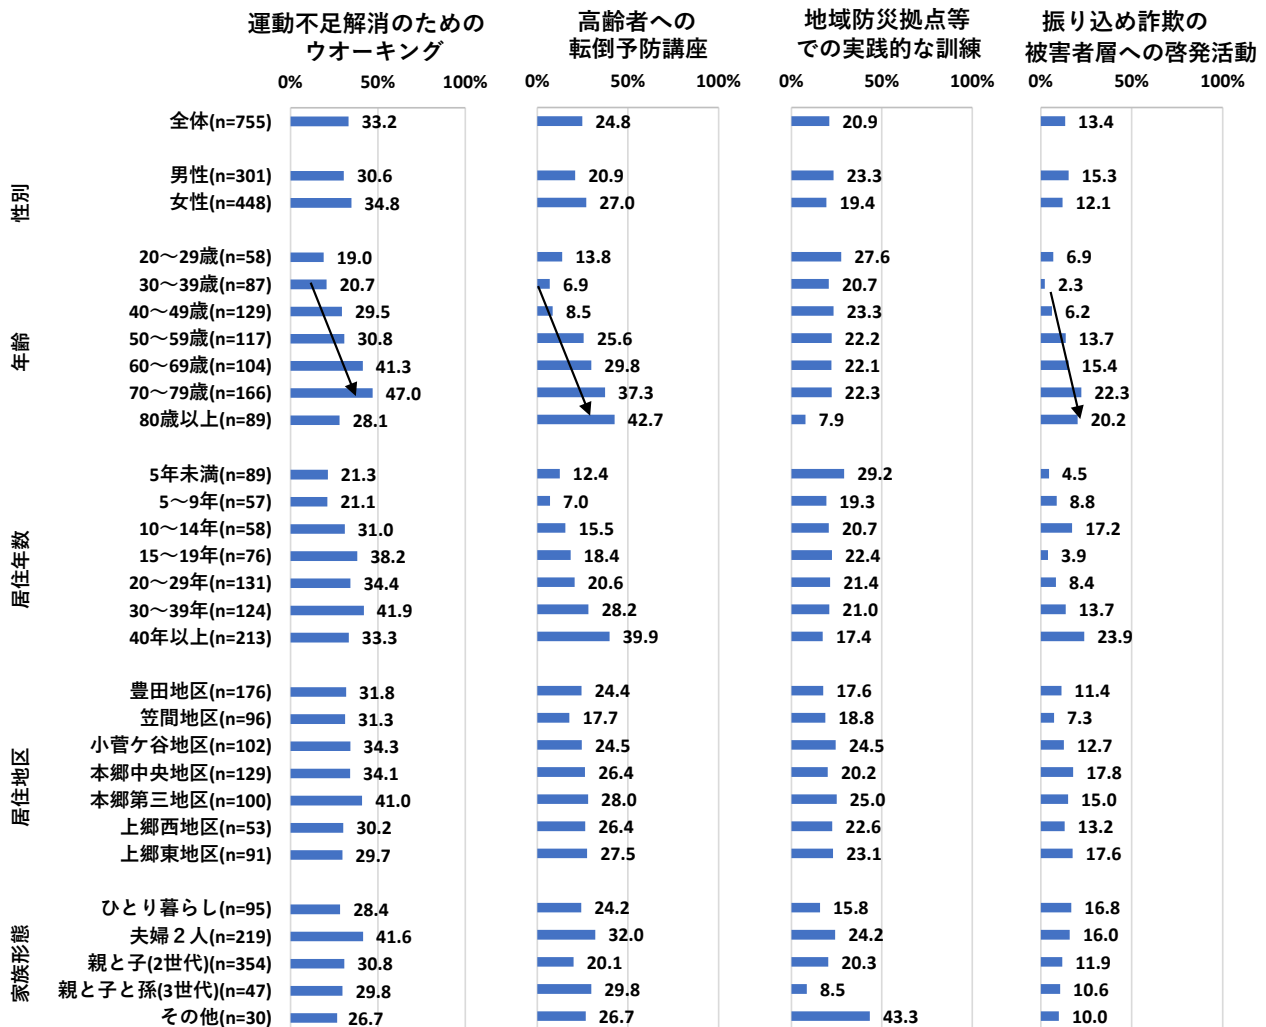 運動不足解消のための
ウオーキング
高齢者への
転倒予防講座
地域防災拠点等
での実践的な訓練
振り込め詐欺の
被害者層への啓発活動
0% 50% 100% 0% 50% 100% 0% 50% 100% 0% 50% 100%
全体(n=755) 33.2 24.8 20.9 13.4
性別
男性(n=301) 30.6 20.9 23.3 15.3
女性(n=448) 34.8 27.0 19.4 12.1
年齢
20～29歳(n=58) 19.0 13.8 27.6 6.9
30～39歳(n=87) 20.7 6.9 20.7 2.3
40～49歳(n=129) 29.5 8.5 23.3 6.2
50～59歳(n=117) 30.8 25.6 22.2 13.7
60～69歳(n=104) 41.3 29.8 22.1 15.4
70～79歳(n=166) 47.0 37.3 22.3 22.3
80歳以上(n=89) 28.1 42.7 7.9 20.2
居住年数
5年未満(n=89) 21.3 12.4 29.2 4.5
5～9年(n=57) 21.1 7.0 19.3 8.8
10～14年(n=58) 31.0 15.5 20.7 17.2
15～19年(n=76) 38.2 18.4 22.4 3.9
20～29年(n=131) 34.4 20.6 21.4 8.4
30～39年(n=124) 41.9 28.2 21.0 13.7
40年以上(n=213) 33.3 39.9 17.4 23.9
居住地区
豊田地区(n=176) 31.8 24.4 17.6 11.4
笠間地区(n=96) 31.3 17.7 18.8 7.3
小菅ケ谷地区(n=102) 34.3 24.5 24.5 12.7
本郷中央地区(n=129) 34.1 26.4 20.2 17.8
本郷第三地区(n=100) 41.0 28.0 25.0 15.0
上郷西地区(n=53) 30.2 26.4 22.6 13.2
上郷東地区(n=91) 29.7 27.5 23.1 17.6
家族形態
ひとり暮らし(n=95) 28.4 24.2 15.8 16.8
夫婦２人(n=219) 41.6 32.0 24.2 16.0
親と子(2世代)(n=354) 30.8 20.1 20.3 11.9
親と子と孫(3世代)(n=47) 29.8 29.8 8.5 10.6
その他(n=30) 26.7 26.7 43.3 10.0